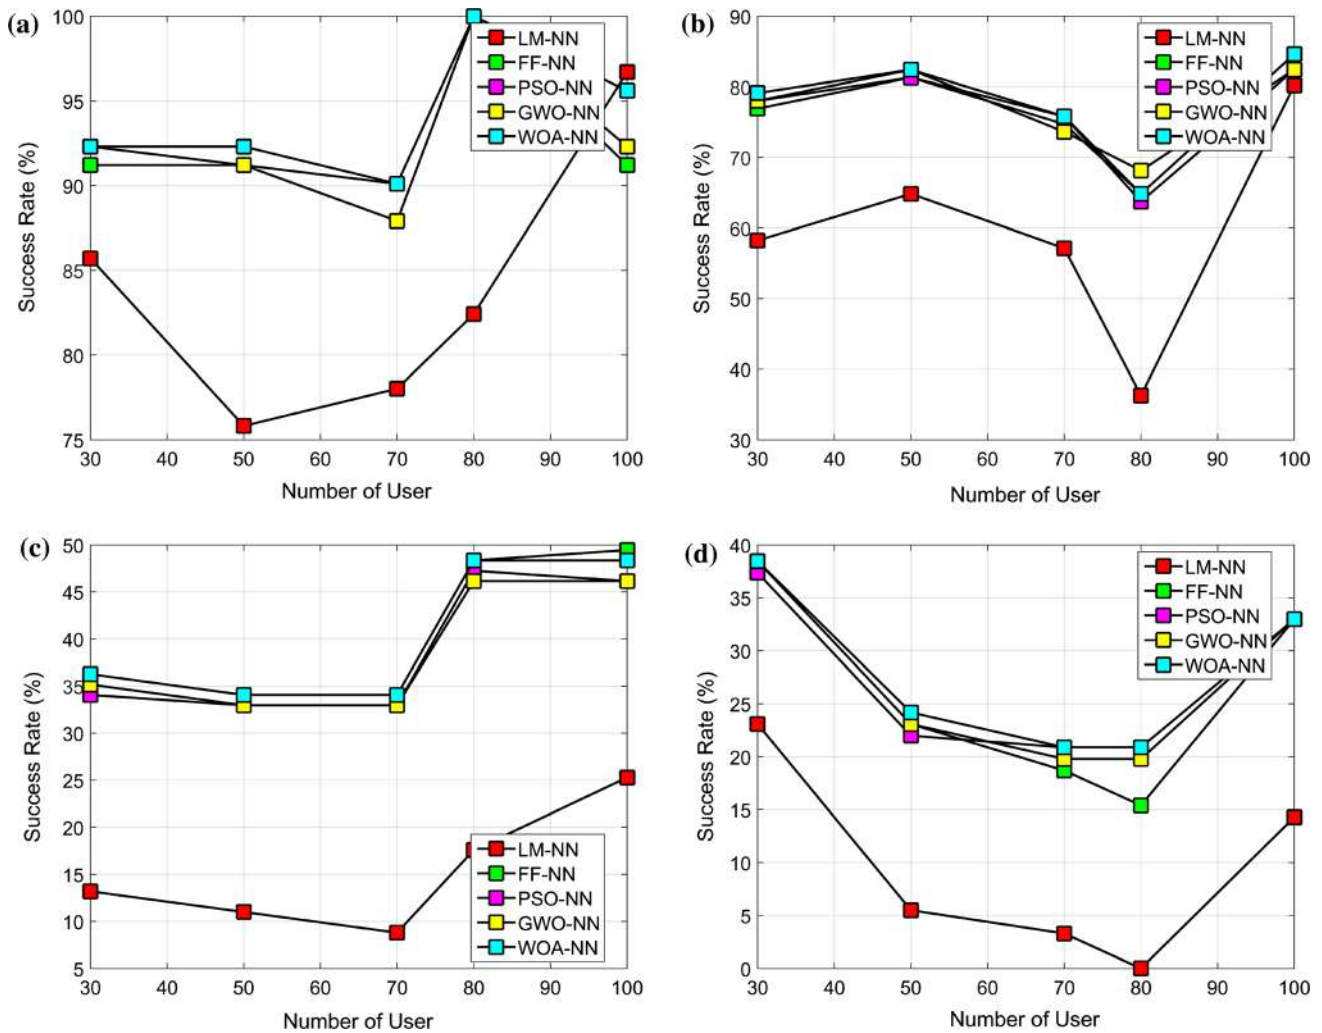 (a)
100
95
90
85
80
75
Success Rate (%)
30 40 50 60 70 80 90 100
Number of User
LM-NN
FF-NN
PSO-NN
GWO-NN
WOA-NN
(b)
90
80
70
60
50
40
30
Success Rate (%)
30 40 50 60 70 80 90 100
Number of User
LM-NN
FF-NN
PSO-NN
GWO-NN
WOA-NN
(c)
50
45
40
35
30
25
20
15
10
5
Success Rate (%)
30 40 50 60 70 80 90 100
Number of User
LM-NN
FF-NN
PSO-NN
GWO-NN
WOA-NN
(d)
40
35
30
25
20
15
10
5
0
Success Rate (%)
30 40 50 60 70 80 90 100
Number of User
LM-NN
FF-NN
PSO-NN
GWO-NN
WOA-NN